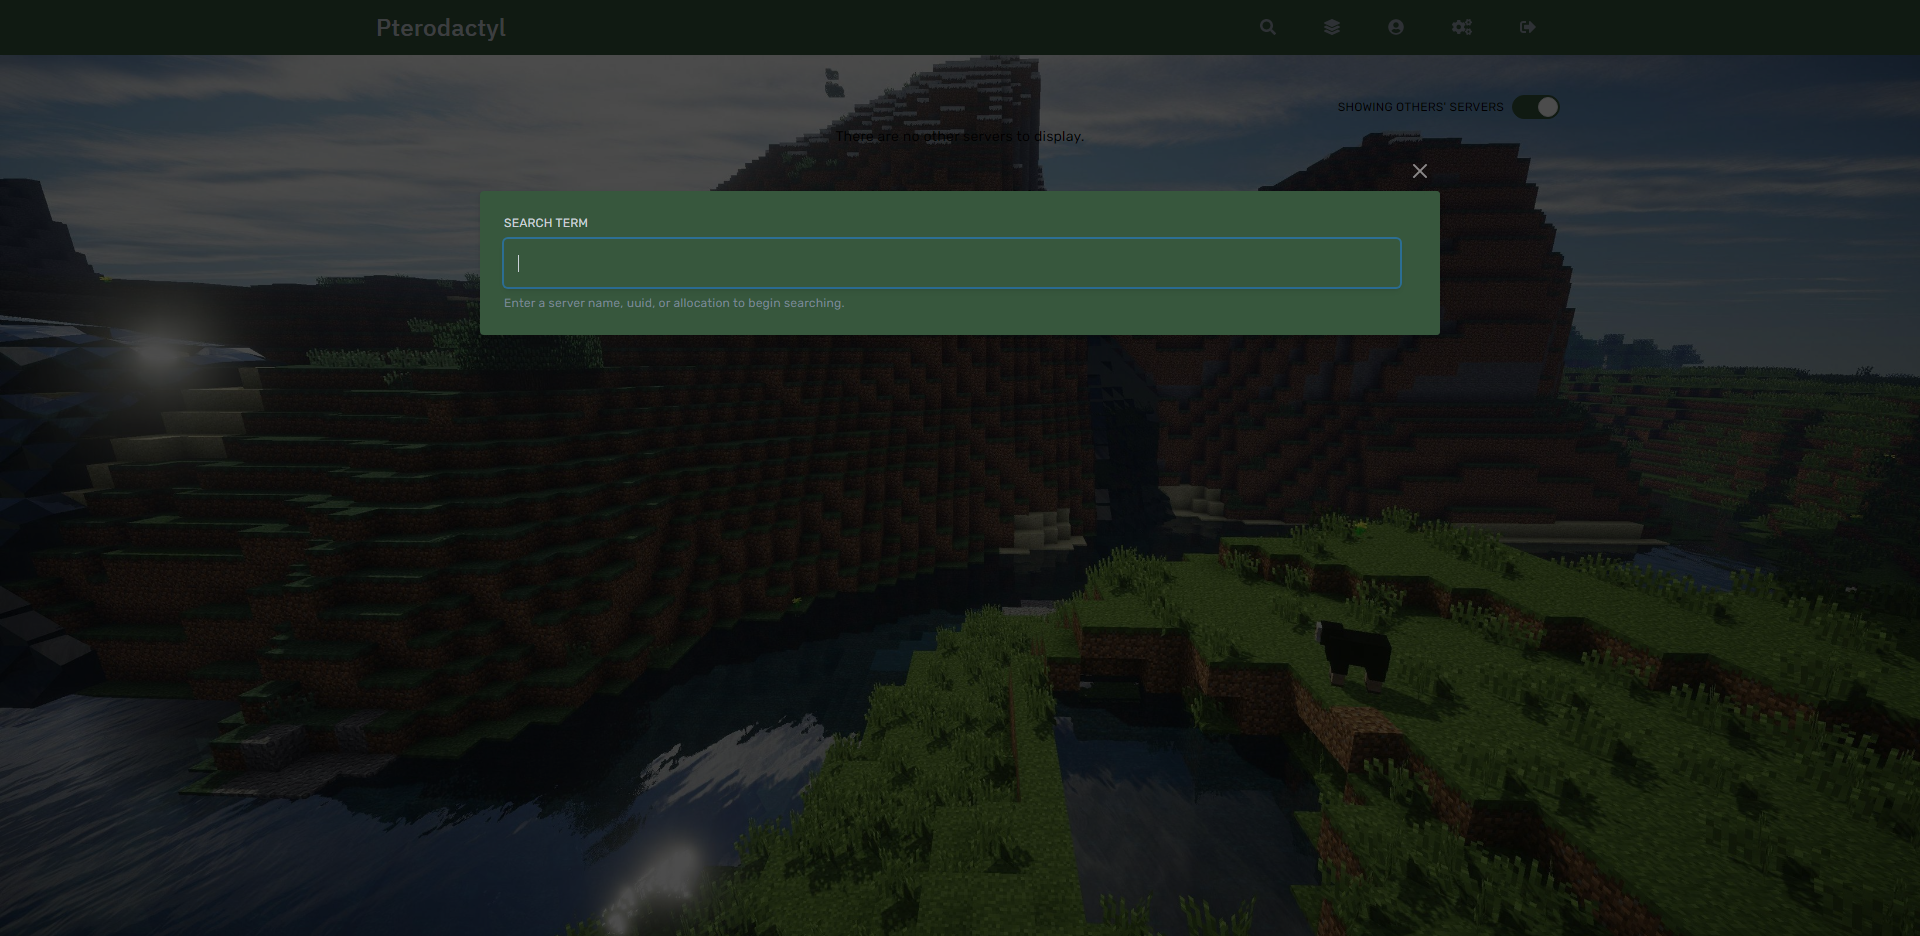 Pterodactyl
SHOWING OTHERS' SERVERS
There are no other servers to display.
SEARCH TERM
Enter a server name, uuid, or allocation to begin searching.